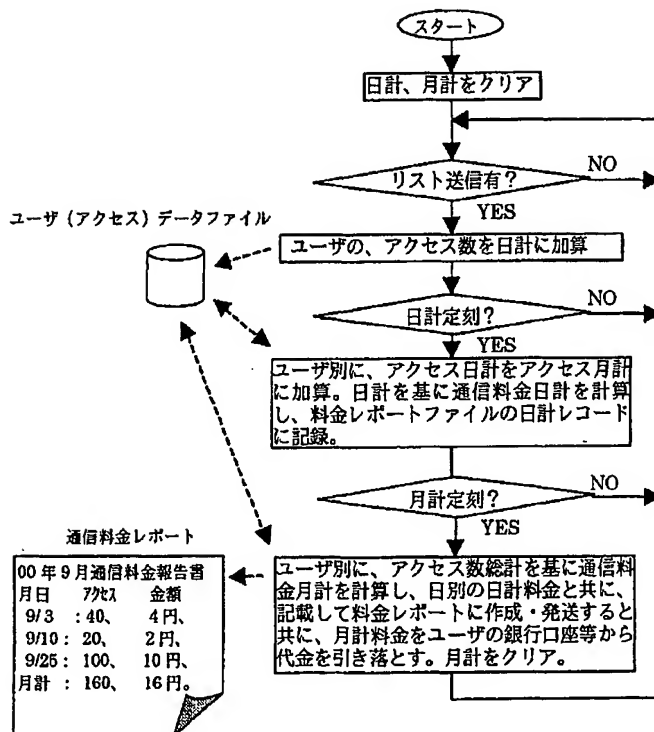 スタート
日計、月計をクリア
リスト送信有?
NO
YES
ユーザ(アクセス)データファイル
ユーザの、アクセス数を日計に加算
日計定刻?
NO
YES
ユーザ別に、アクセス日計をアクセス月計
に加算。日計を基に通信料金日計を計算
し、料金レポートファイルの日計レコード
に記録。
月計定刻?
NO
YES
ユーザ別に、アクセス数総計を基に通信料
金月計を計算し、日別の日計料金と共に、
記載して料金レポートに作成・発送すると
共に、月計料金をユーザの銀行口座等から
代金を引き落とす。月計をクリア。
通信料金レポート
00年9月通信料金報告書
月日 アクセス 金額
9/3 :40、 4円、
9/10:20、 2円、
9/25:100、 10円、
月計 : 160、 16円。